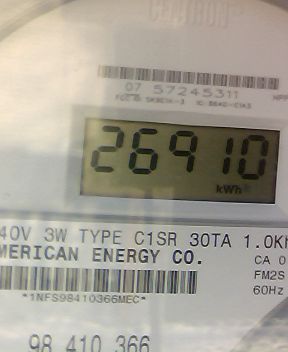 07 57245311
26910
kWh
40V 3W TYPE C1SR 30TA 1.0Kh
MERICAN ENERGY CO.
CA 0
FM2S
60Hz
*1NFS98410366MEC*
98 410 366